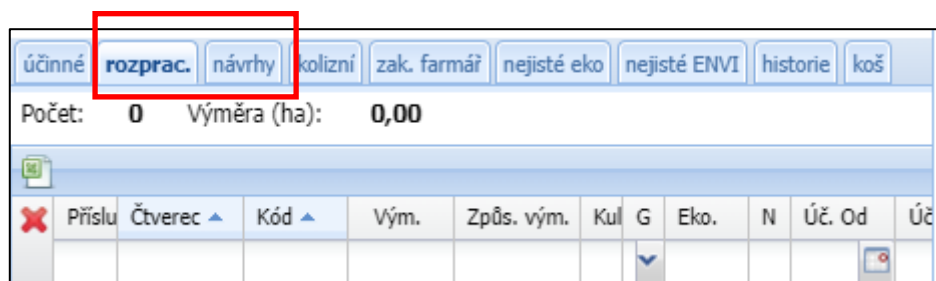 účinné rozprac. návrhy kolizní zak. farmář nejisté eko nejisté ENVI historie koš
Počet: 0 Výměra (ha): 0,00
Příslu Čtverec Kód Vým. Způs. vým. Kul G Eko. N Úč. Od Úč